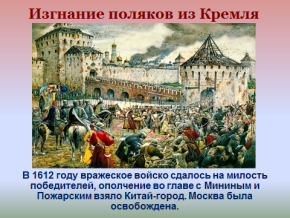 Изгнание поляков из Кремля
В 1612 году вражеское войско сдалось на милость
победителей, ополчение во главе с Мининым и
Пожарским взяло Китай-город. Москва была
освобождена.